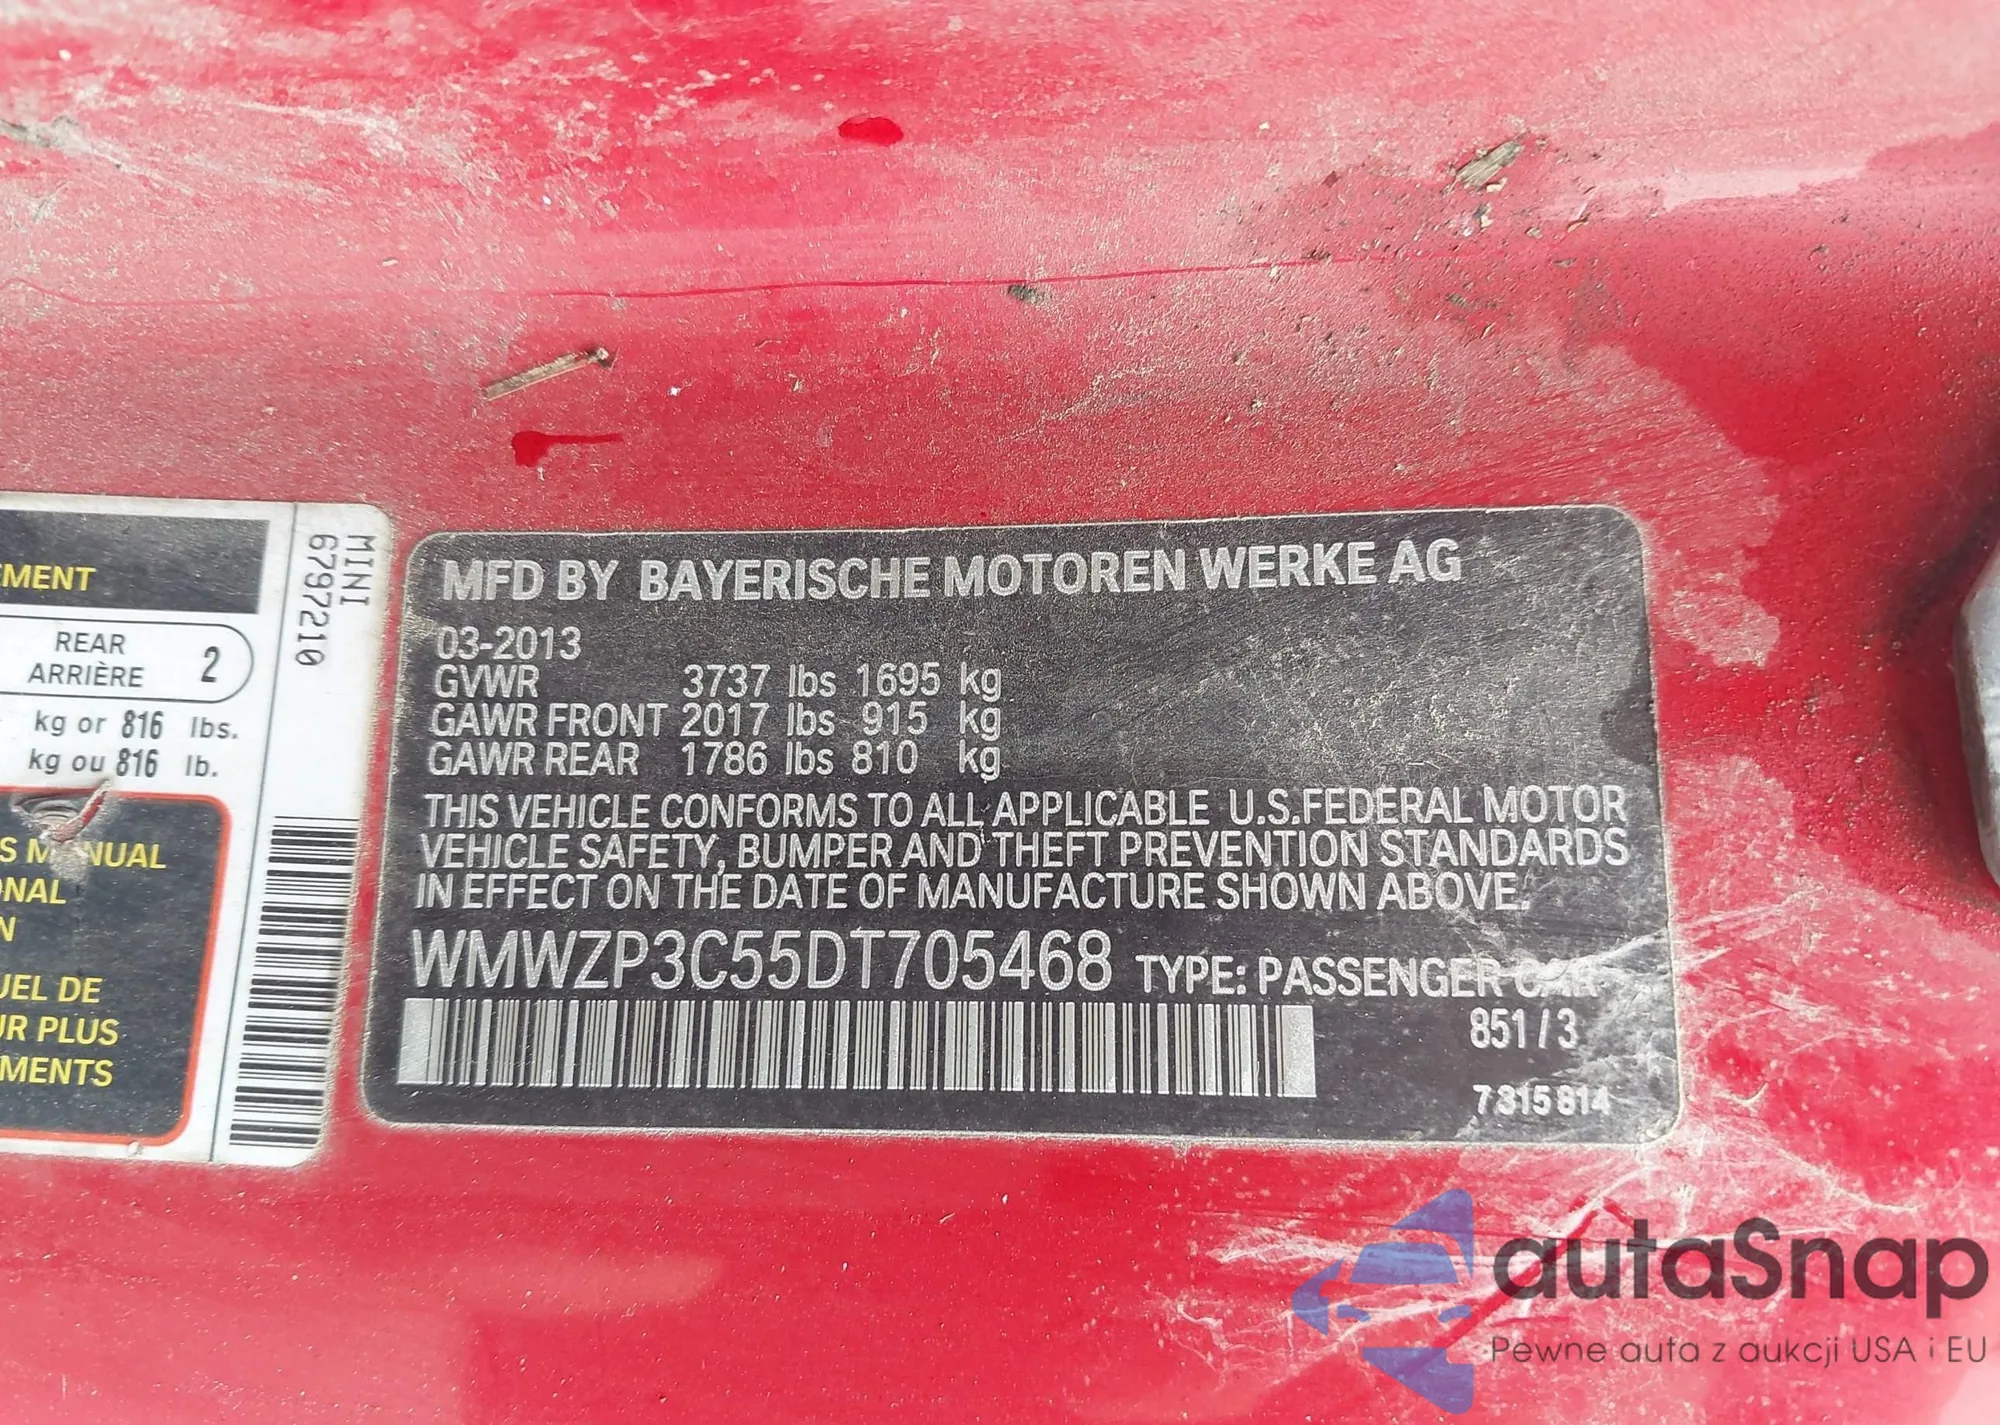 EMENT
REAR
ARRIÈRE 2
kg or 816 lbs.
kg ou 816 lb.
S MANUAL
ONAL
N
UEL DE
UR PLUS
MENTS
MINI
6797210
MFD BY BAYERISCHE MOTOREN WERKE AG
03-2013
GVWR 3737 lbs 1695 kg
GAWR FRONT 2017 lbs 915 kg
GAWR REAR 1786 lbs 810 kg
THIS VEHICLE CONFORMS TO ALL APPLICABLE U.S.FEDERAL MOTOR
VEHICLE SAFETY, BUMPER AND THEFT PREVENTION STANDARDS
IN EFFECT ON THE DATE OF MANUFACTURE SHOWN ABOVE.
WMWZP3C55DT705468 TYPE: PASSENGER CAR
851/3
7315814
autaSnap
Pewne auta z aukcji USA i EU